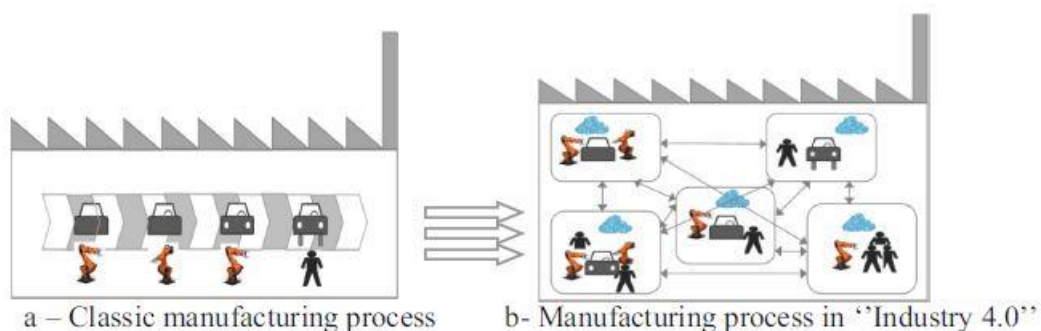 a – Classic manufacturing process
b- Manufacturing process in ‘‘Industry 4.0’’